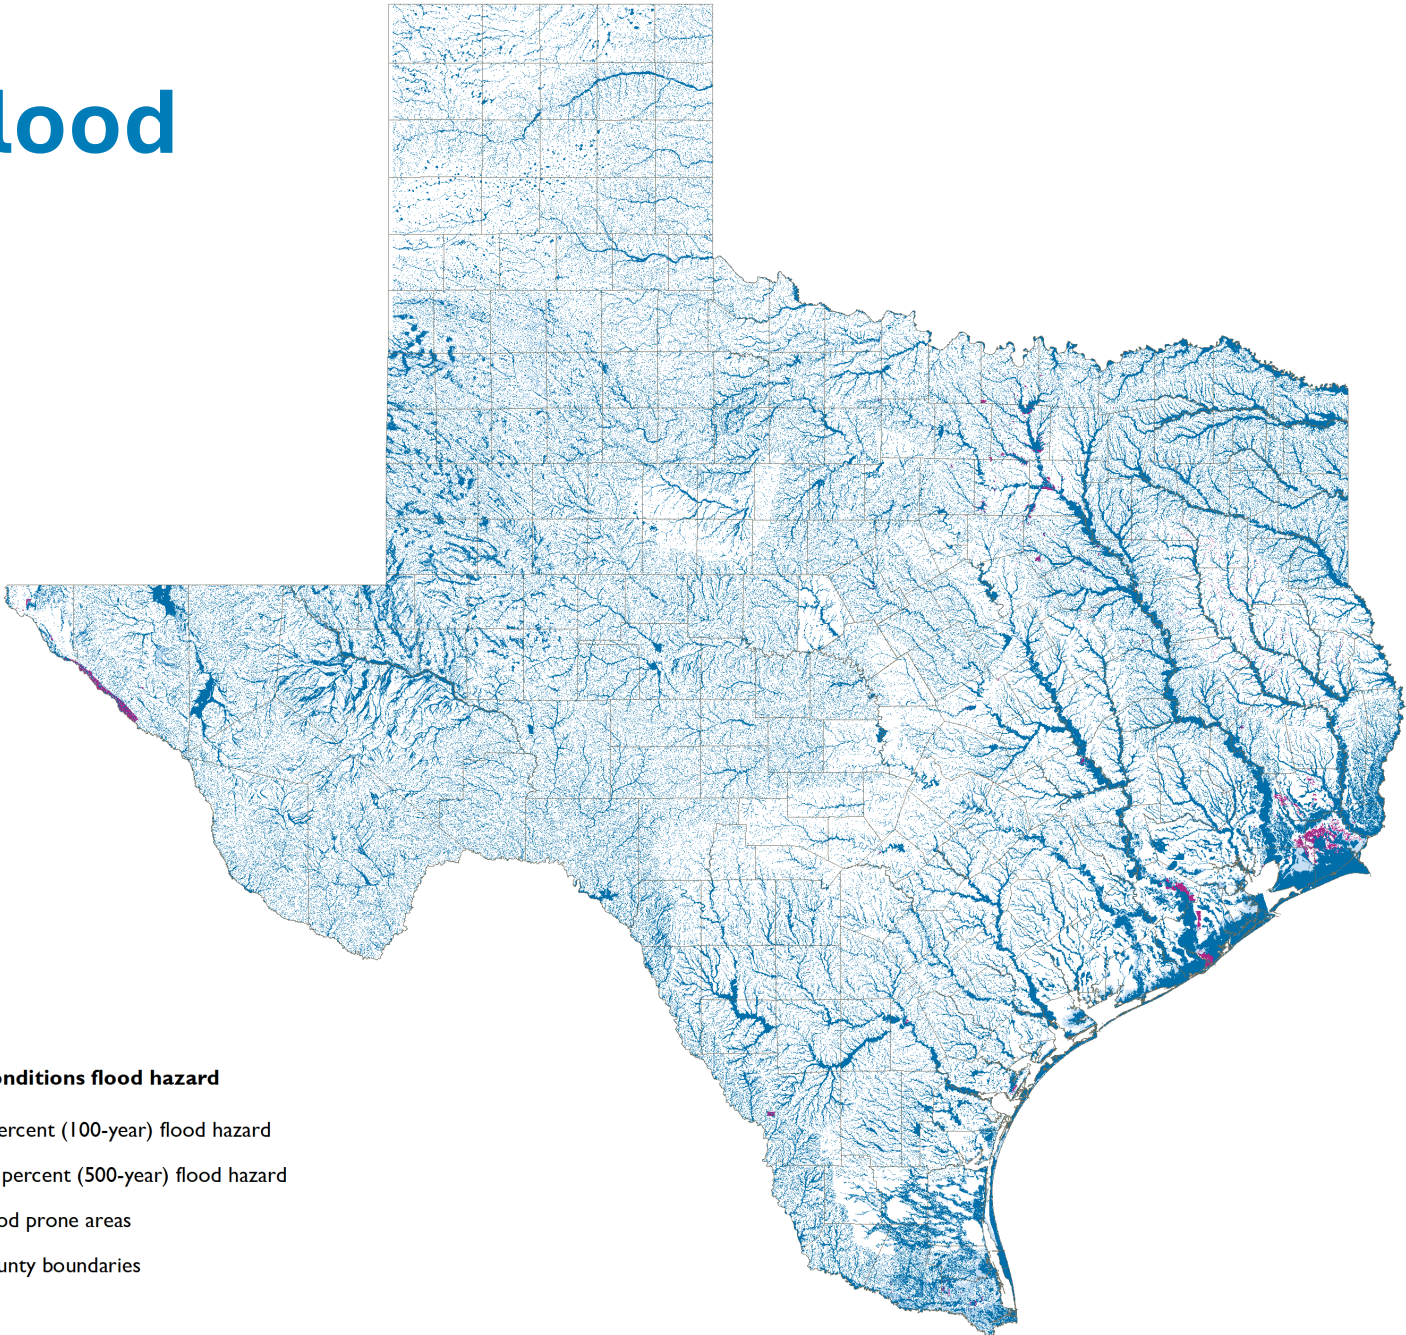 lood
onditions flood hazard
ercent (100-year) flood hazard
percent (500-year) flood hazard
od prone areas
unty boundaries